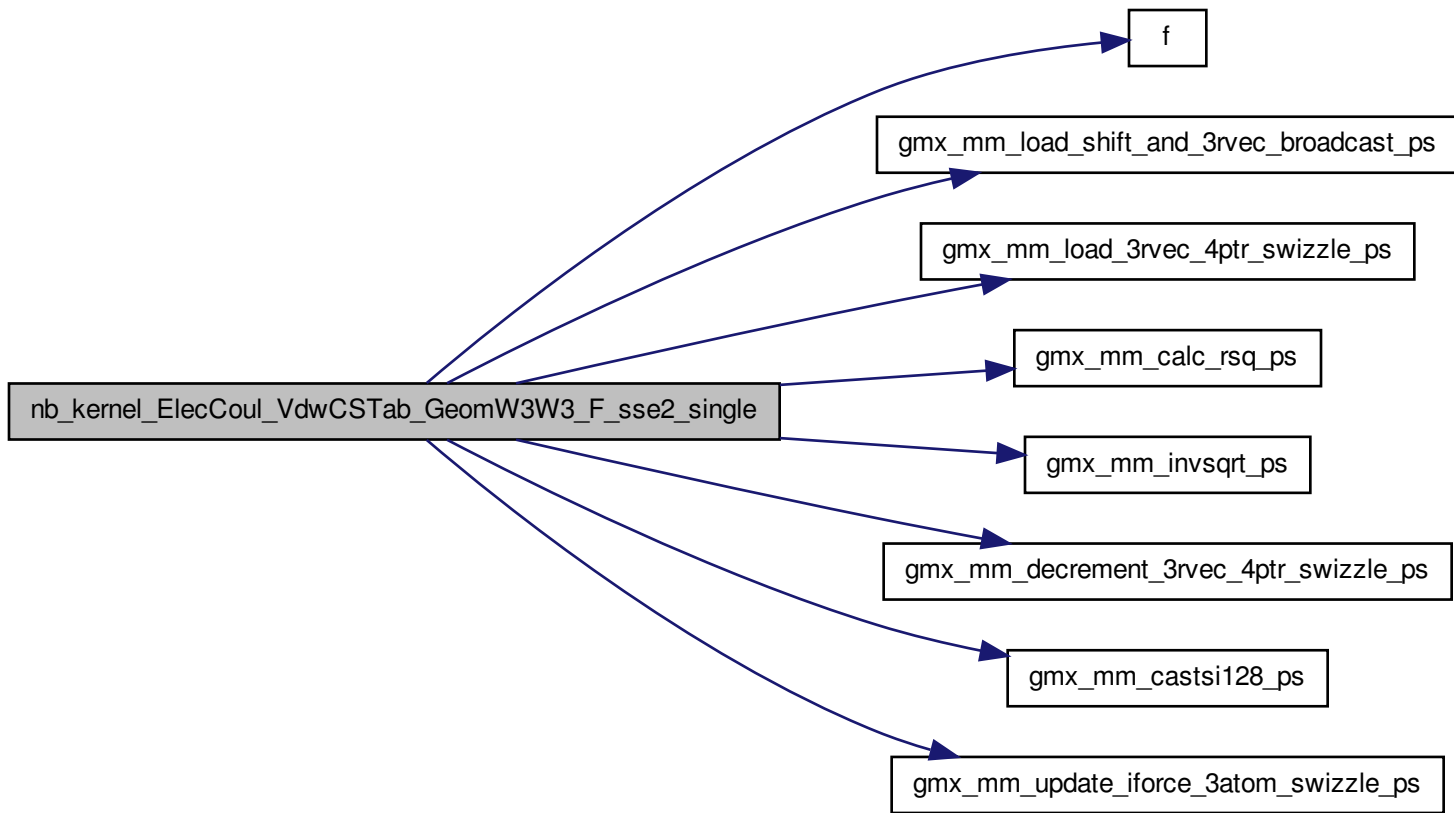 f
gmx_mm_load_shift_and_3rvec_broadcast_ps
gmx_mm_load_3rvec_4ptr_swizzle_ps
gmx_mm_calc_rsq_ps
nb_kernel_ElecCoul_VdwCSTab_GeomW3W3_F_sse2_single
gmx_mm_invsqrt_ps
gmx_mm_decrement_3rvec_4ptr_swizzle_ps
gmx_mm_castsi128_ps
gmx_mm_update_iforce_3atom_swizzle_ps